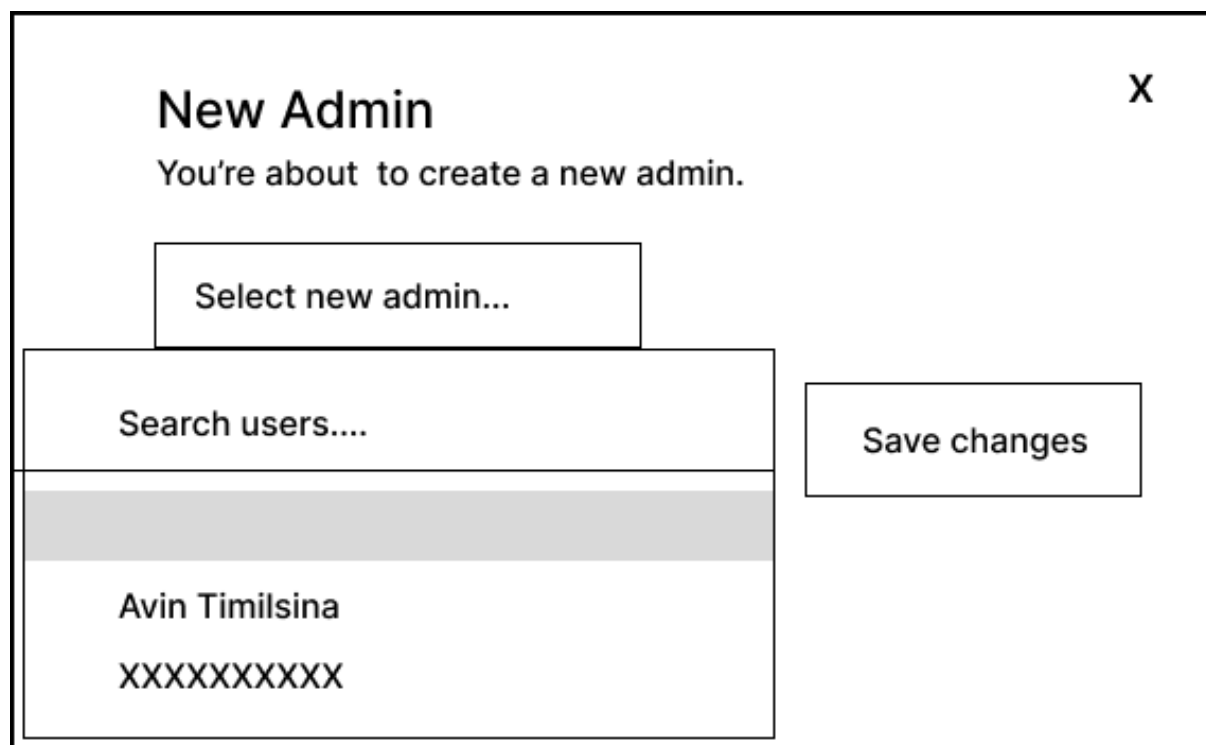 New Admin
X
You’re about  to create a new admin.
Select new admin...
Search users....
Save changes
Avin Timilsina
XXXXXXXXXX